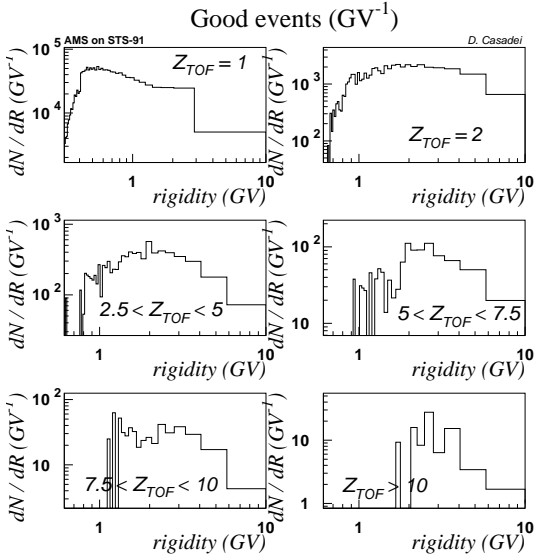 Good events (GV⁻¹)
AMS on STS-91
D. Casadei
dN / dR (GV⁻¹)
10⁵
10⁴
Z_TOF = 1
1
10
rigidity (GV)
dN / dR (GV⁻¹)
10³
10²
Z_TOF = 2
1
10
rigidity (GV)
dN / dR (GV⁻¹)
10³
10²
2.5 < Z_TOF < 5
1
10
rigidity (GV)
dN / dR (GV⁻¹)
10²
10
5 < Z_TOF < 7.5
1
10
rigidity (GV)
dN / dR (GV⁻¹)
10²
10
7.5 < Z_TOF < 10
1
10
rigidity (GV)
dN / dR (GV⁻¹)
10
1
Z_TOF > 10
1
10
rigidity (GV)